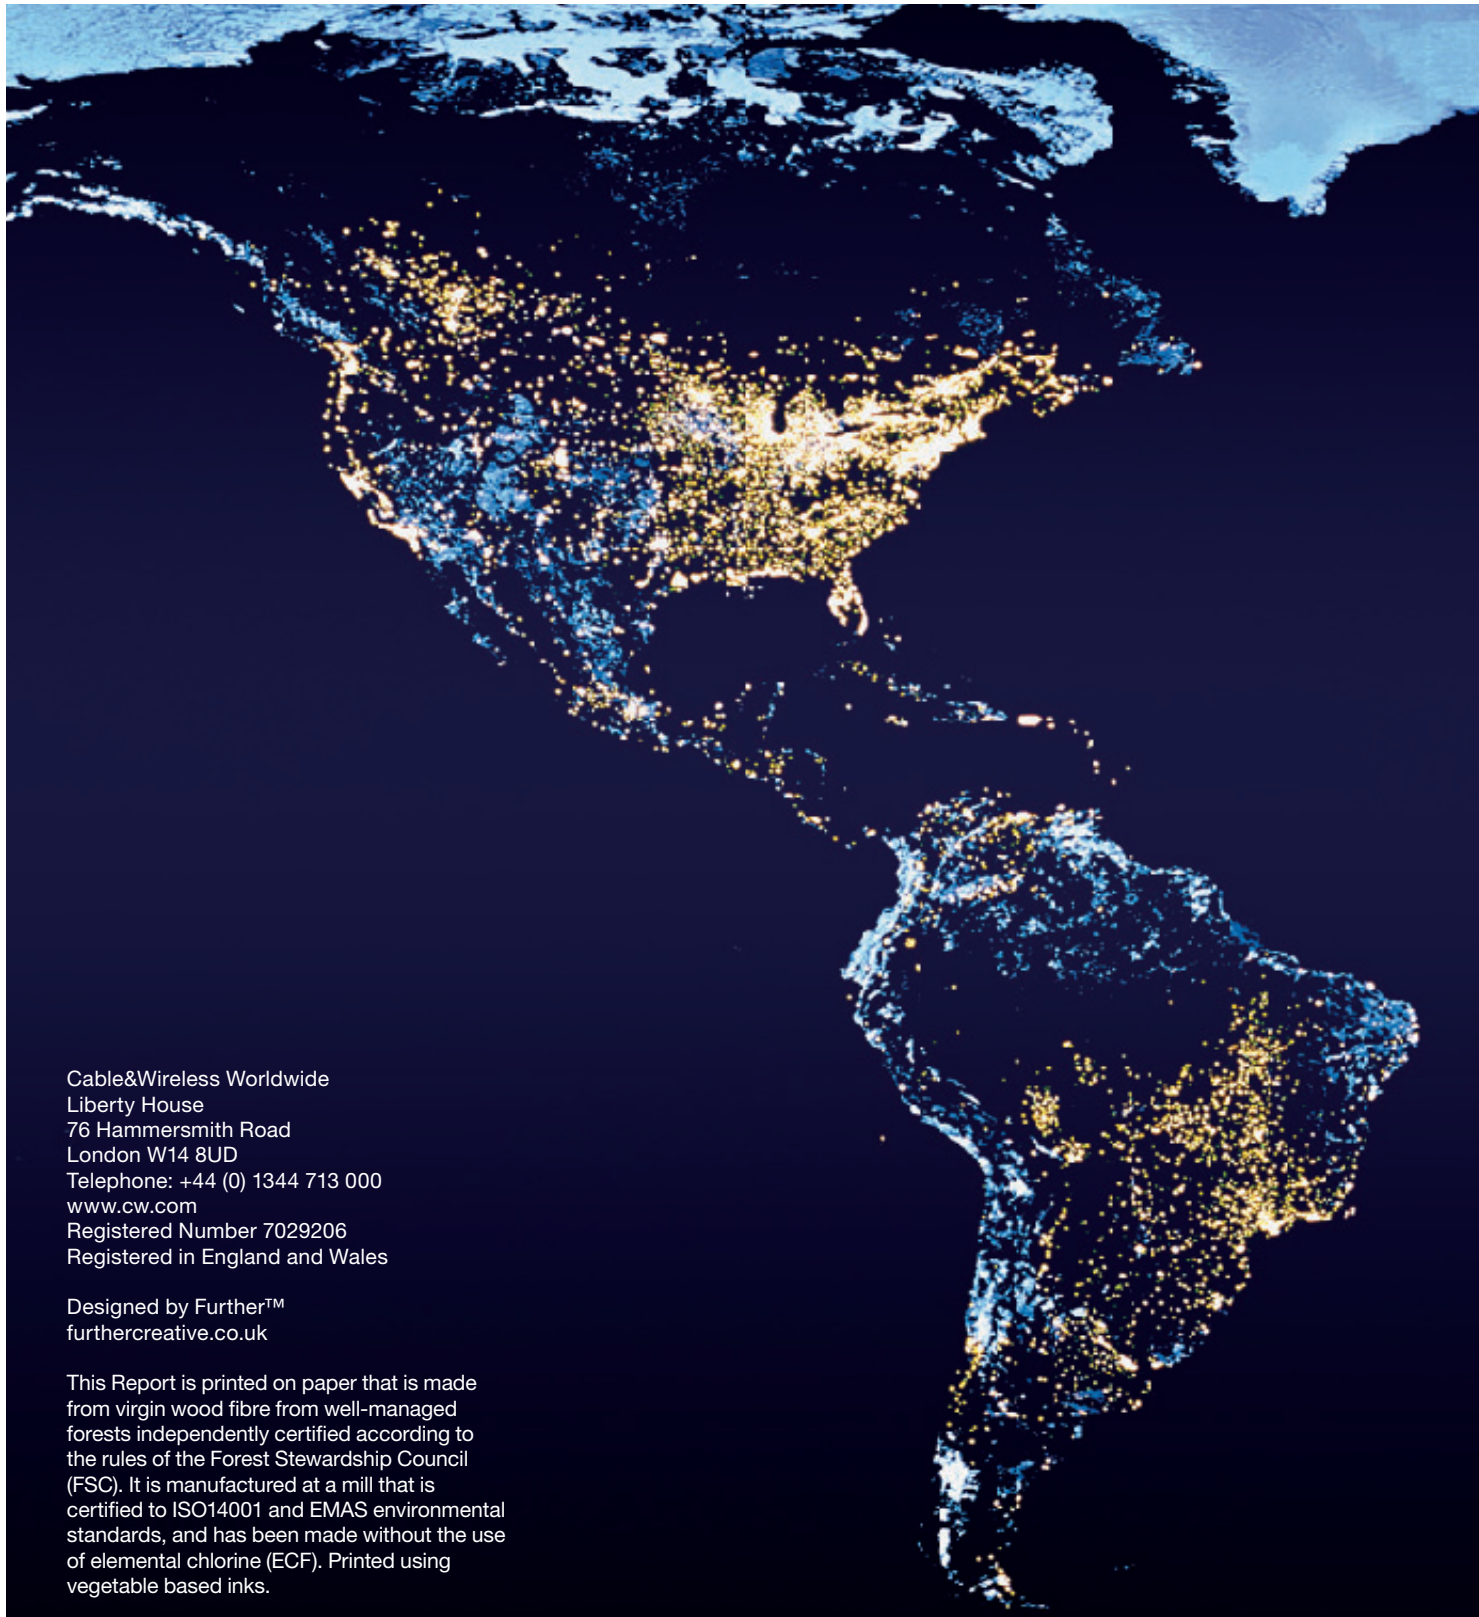 Cable&Wireless Worldwide
Liberty House
76 Hammersmith Road
London W14 8UD
Telephone: +44 (0) 1344 713 000
www.cw.com
Registered Number 7029206
Registered in England and Wales
Designed by Further™
furthercreative.co.uk
This Report is printed on paper that is made
from virgin wood fibre from well-managed
forests independently certified according to
the rules of the Forest Stewardship Council
(FSC). It is manufactured at a mill that is
certified to ISO14001 and EMAS environmental
standards, and has been made without the use
of elemental chlorine (ECF). Printed using
vegetable based inks.